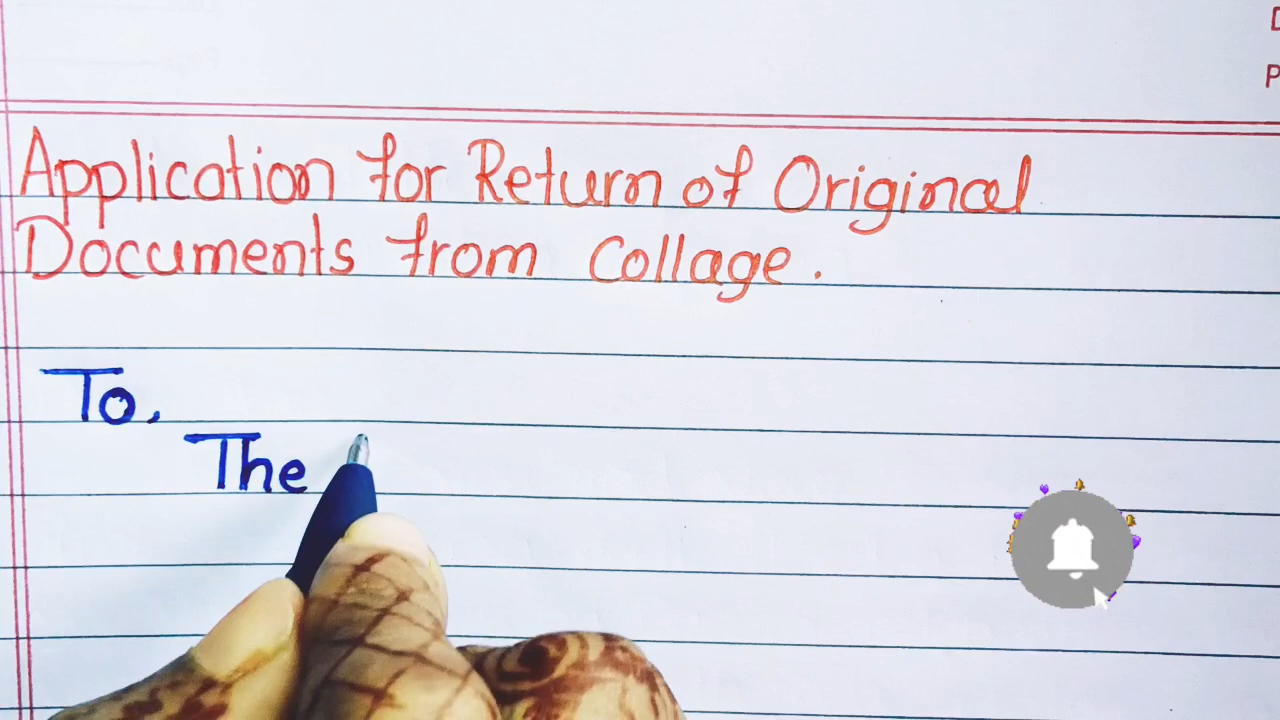 Application for Return of Original
Documents from Collage.
To,
The